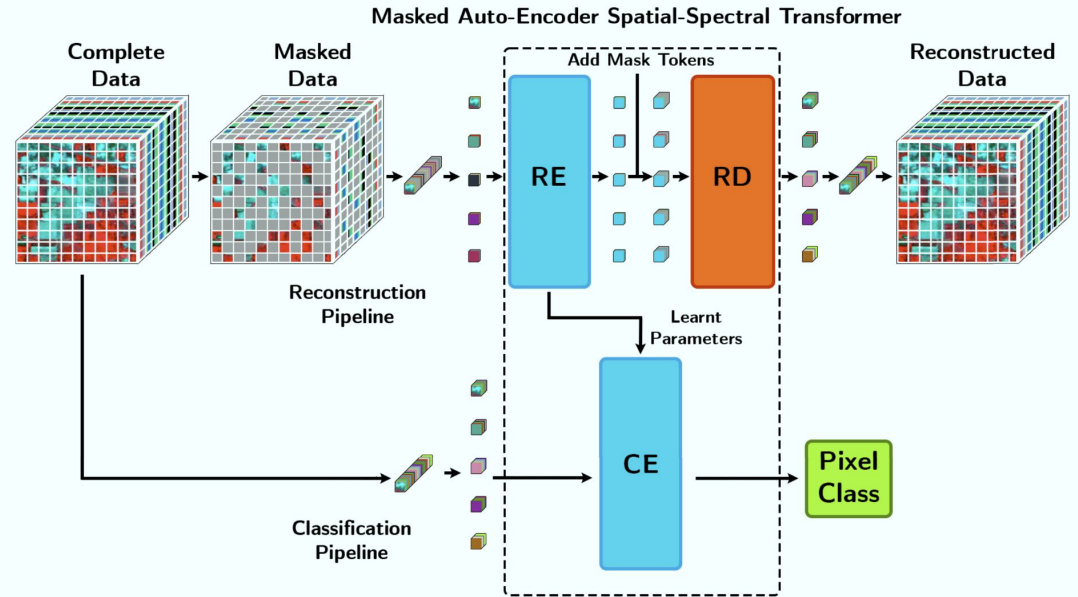 Masked Auto-Encoder Spatial-Spectral Transformer
Complete
Data
Masked
Data
Add Mask Tokens
Reconstructed
Data
RE
RD
Reconstruction
Pipeline
Learnt
Parameters
CE
Pixel
Class
Classification
Pipeline